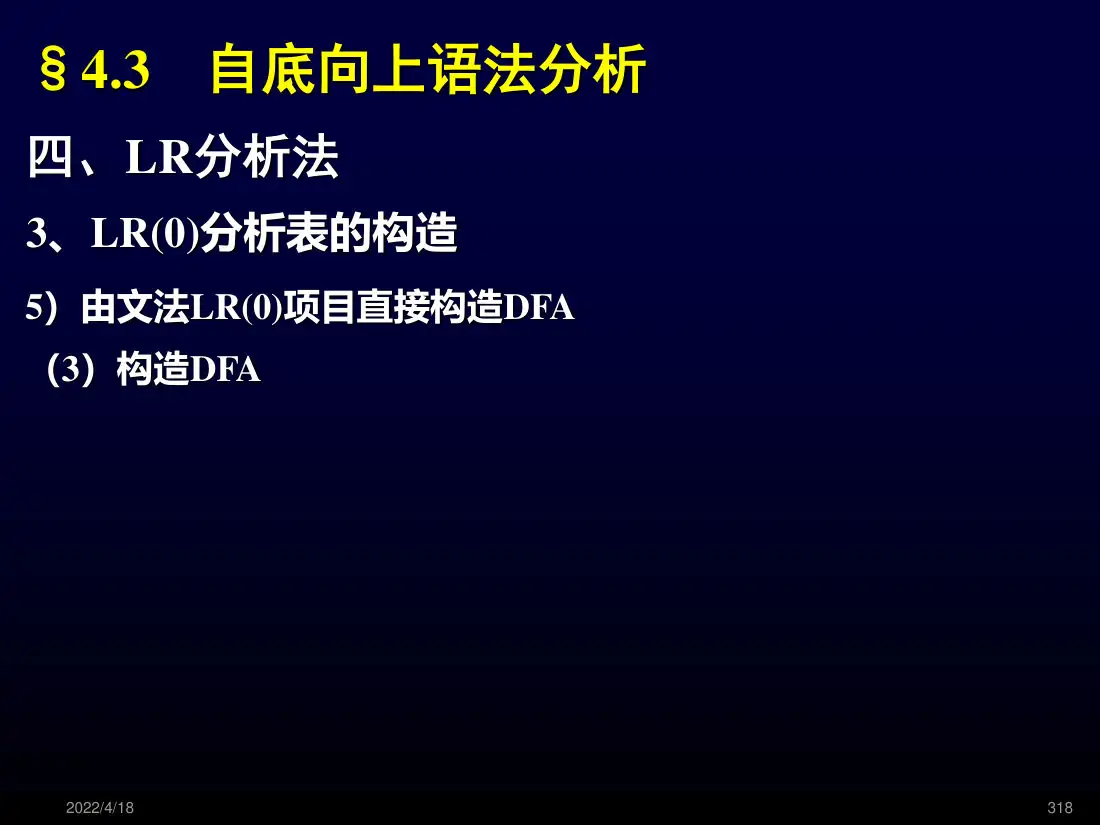 §4.3 自底向上语法分析
四、LR分析法
3、LR(0)分析表的构造
5）由文法LR(0)项目直接构造DFA
（3）构造DFA
2022/4/18
318